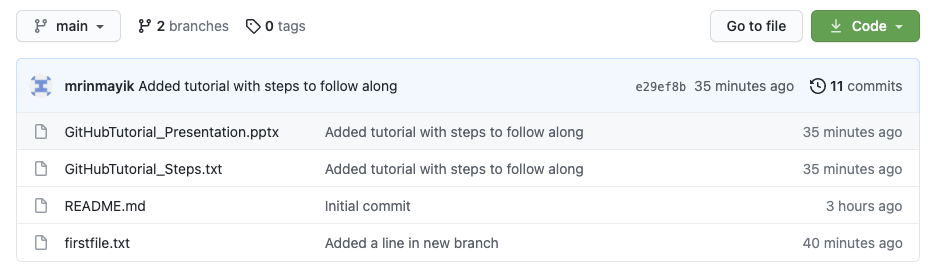 main 2 branches 0 tags Go to file Code
mrinmayik Added tutorial with steps to follow along e29ef8b 35 minutes ago 11 commits
GitHubTutorial_Presentation.pptx Added tutorial with steps to follow along 35 minutes ago
GitHubTutorial_Steps.txt Added tutorial with steps to follow along 35 minutes ago
README.md Initial commit 3 hours ago
firstfile.txt Added a line in new branch 40 minutes ago